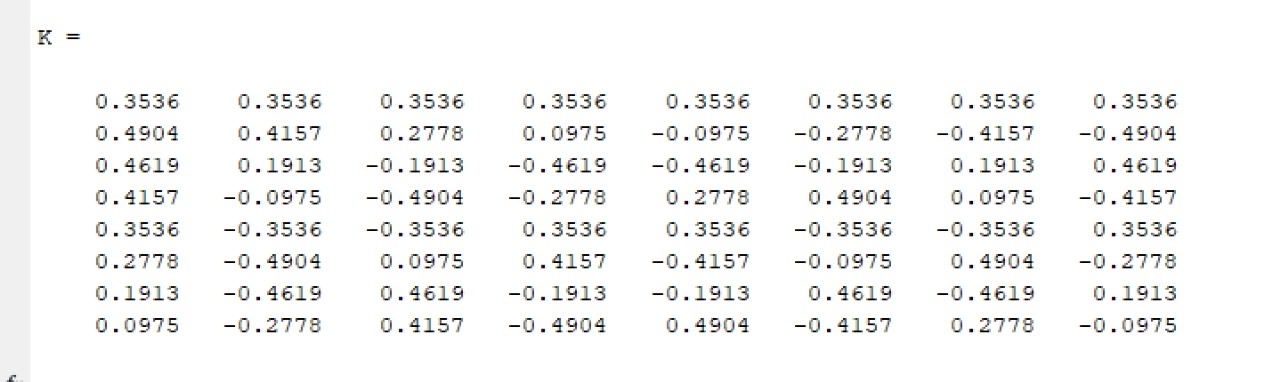 K =
0.3536 0.3536 0.3536 0.3536 0.3536 0.3536 0.3536 0.3536
0.4904 0.4157 0.2778 0.0975 -0.0975 -0.2778 -0.4157 -0.4904
0.4619 0.1913 -0.1913 -0.4619 -0.4619 -0.1913 0.1913 0.4619
0.4157 -0.0975 -0.4904 -0.2778 0.2778 0.4904 0.0975 -0.4157
0.3536 -0.3536 -0.3536 0.3536 0.3536 -0.3536 -0.3536 0.3536
0.2778 -0.4904 0.0975 0.4157 -0.4157 -0.0975 0.4904 -0.2778
0.1913 -0.4619 0.4619 -0.1913 -0.1913 0.4619 -0.4619 0.1913
0.0975 -0.2778 0.4157 -0.4904 0.4904 -0.4157 0.2778 -0.0975